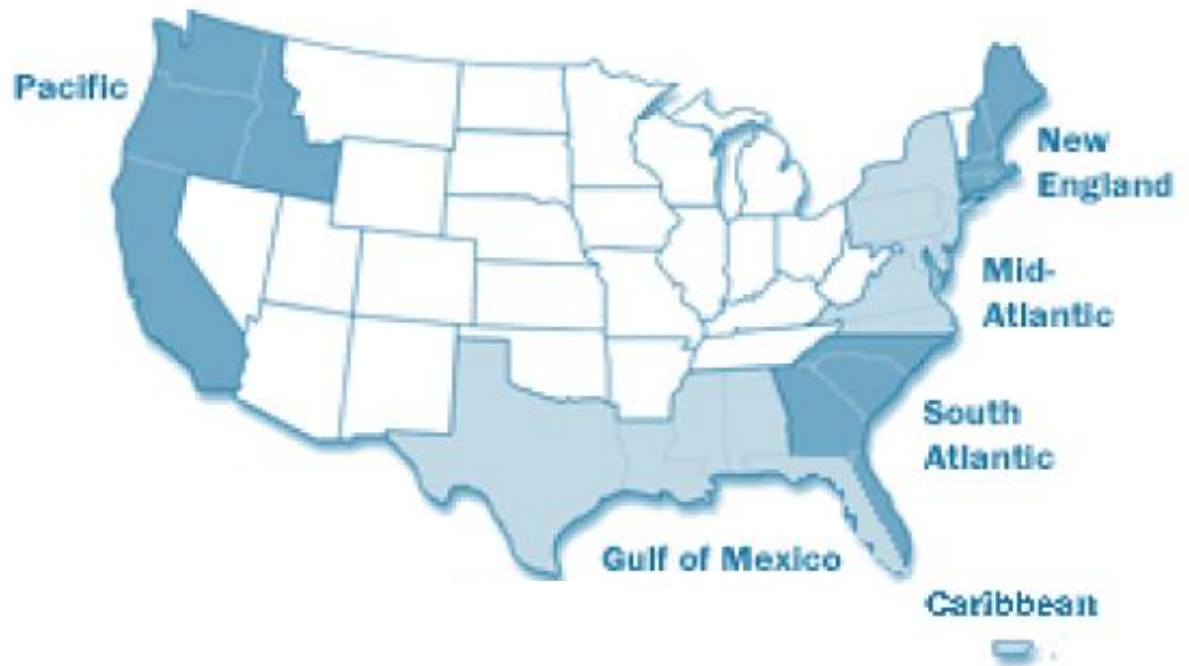 Pacific
New
England
Mid-
Atlantic
South
Atlantic
Gulf of Mexico
Caribbean